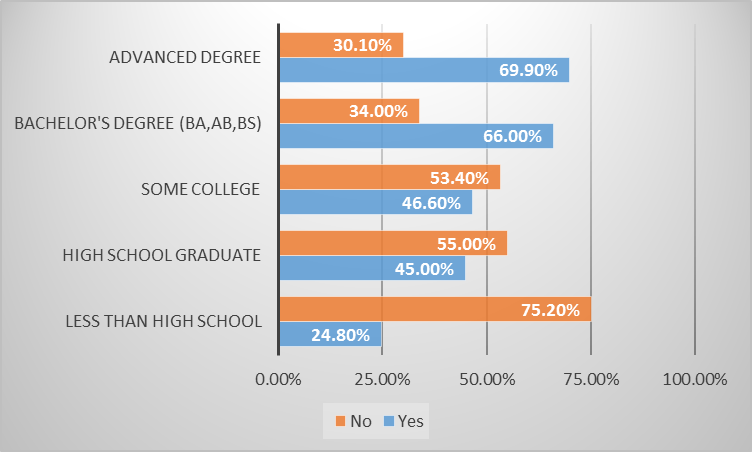 ADVANCED DEGREE
30.10%
69.90%
BACHELOR'S DEGREE (BA,AB,BS)
34.00%
66.00%
SOME COLLEGE
53.40%
46.60%
HIGH SCHOOL GRADUATE
55.00%
45.00%
LESS THAN HIGH SCHOOL
75.20%
24.80%
0.00% 25.00% 50.00% 75.00% 100.00%
No Yes